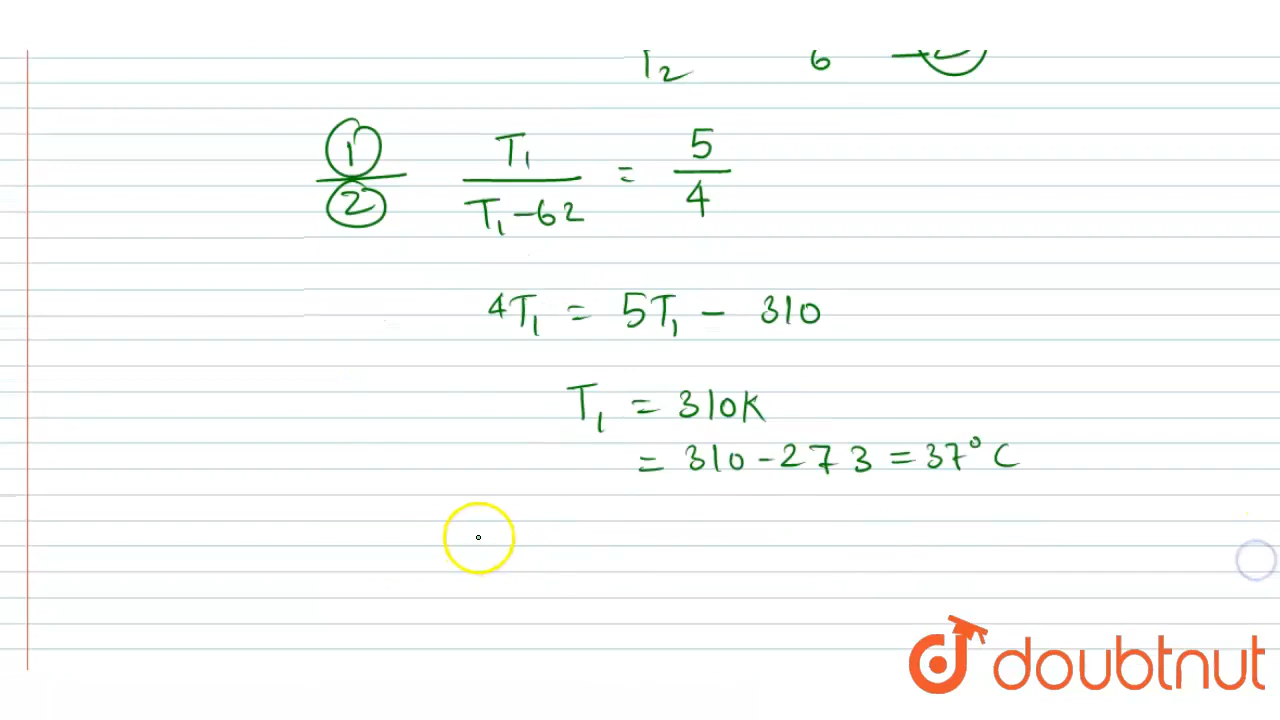 T2 6
1/2 T1/(T1-62) = 5/4
4T1 = 5T1 - 310
T1 = 310K
= 310-273 = 37°C
doubtnut